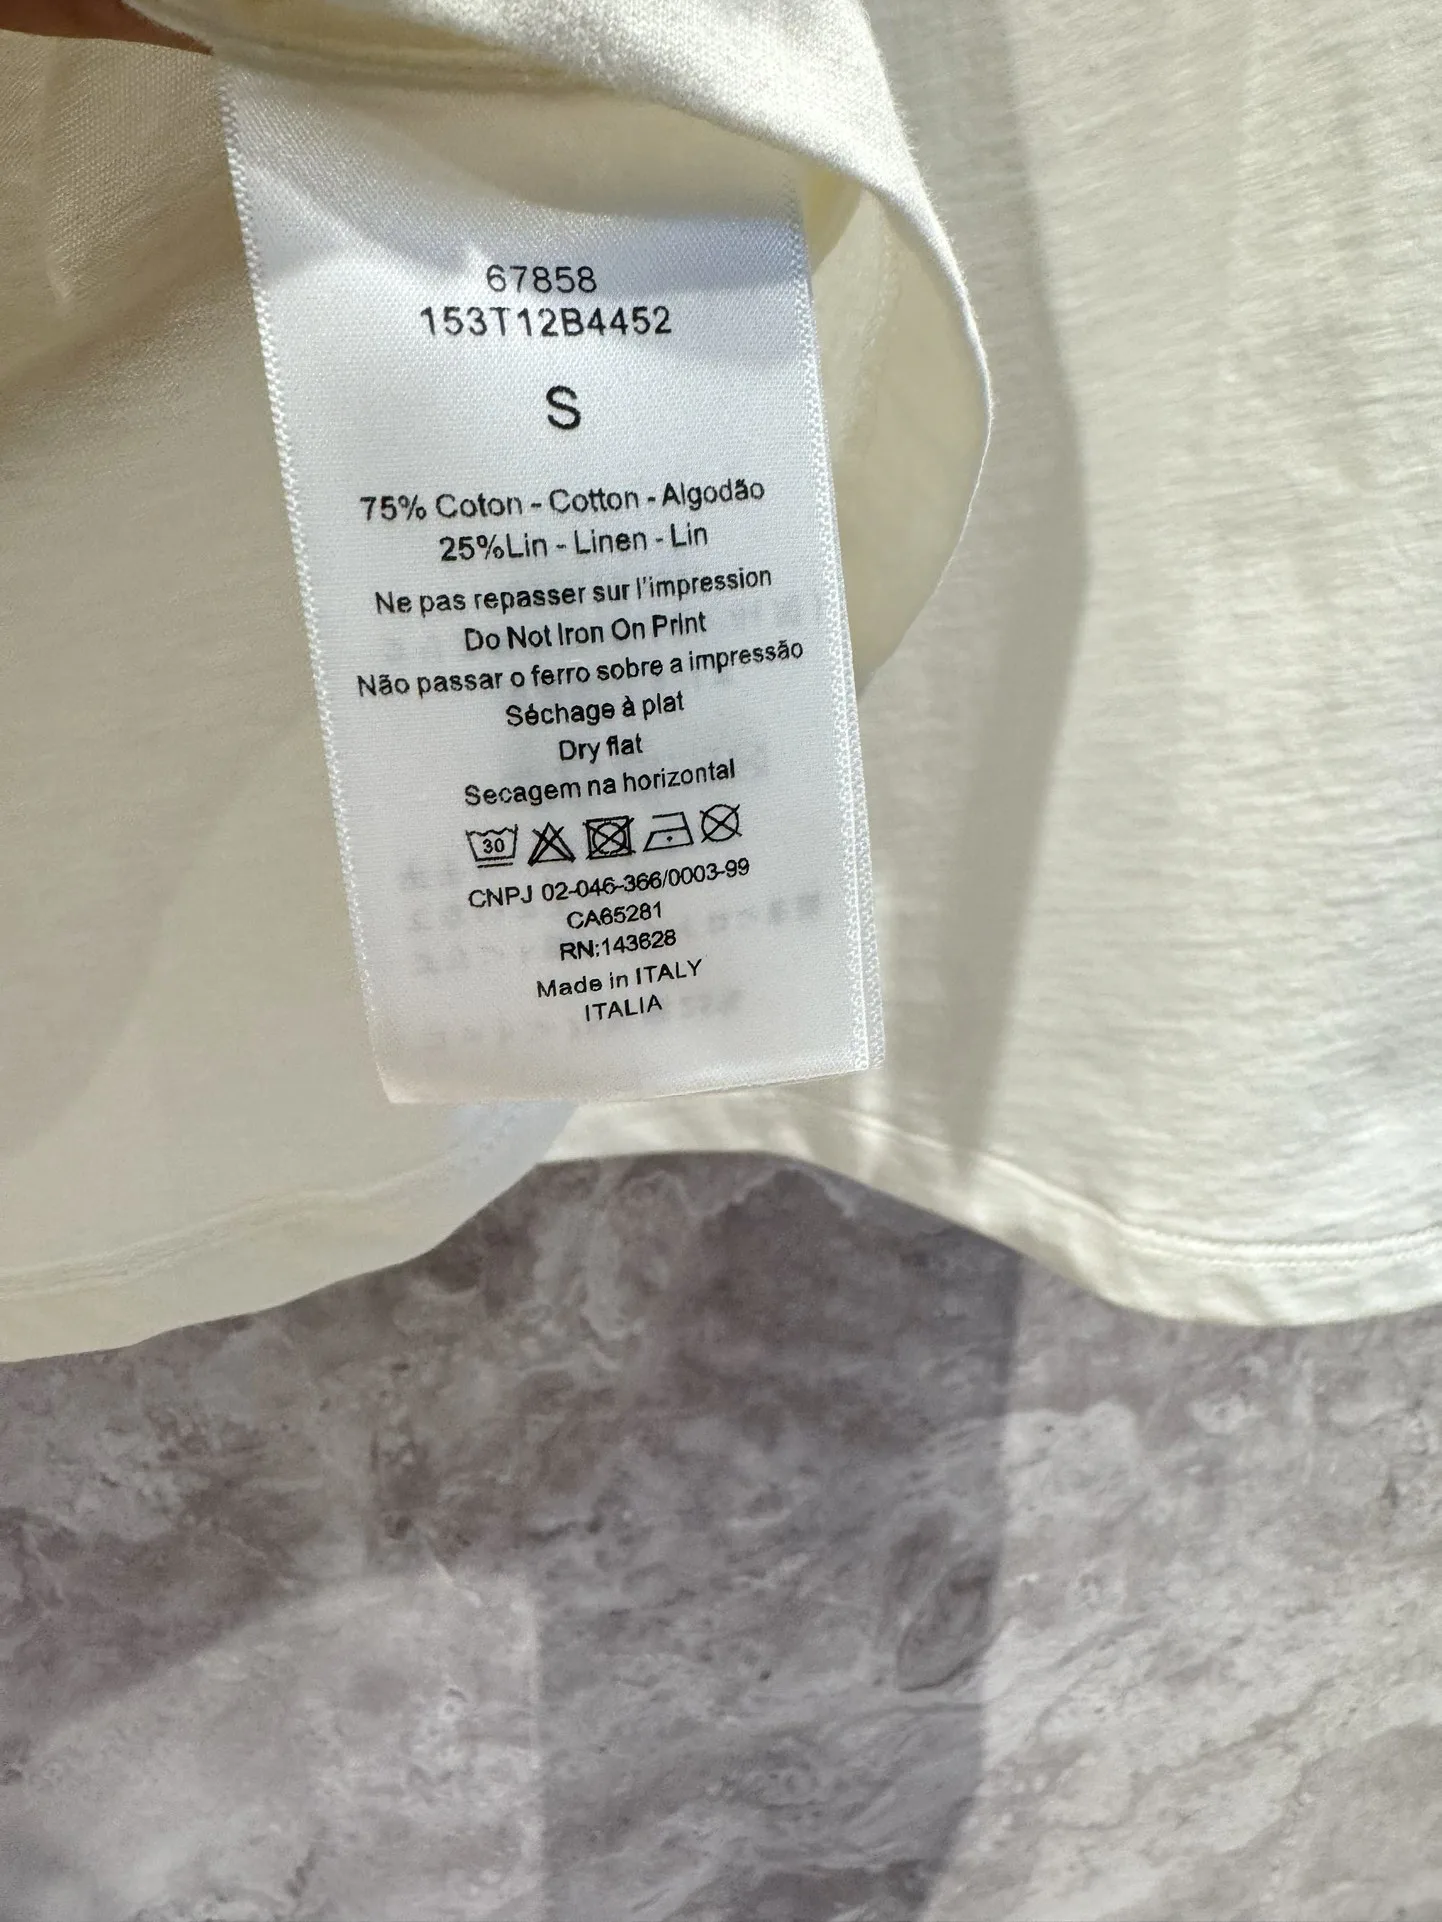 67858
153T12B4452
S
75% Coton - Cotton - Algodão
25%Lin - Linen - Lin
Ne pas repasser sur l'impression
Do Not Iron On Print
Não passar o ferro sobre a impressão
Séchage à plat
Dry flat
Secagem na horizontal
30
CNPJ 02-046-366/0003-99
CA65281
RN:143628
Made in ITALY
ITALIA